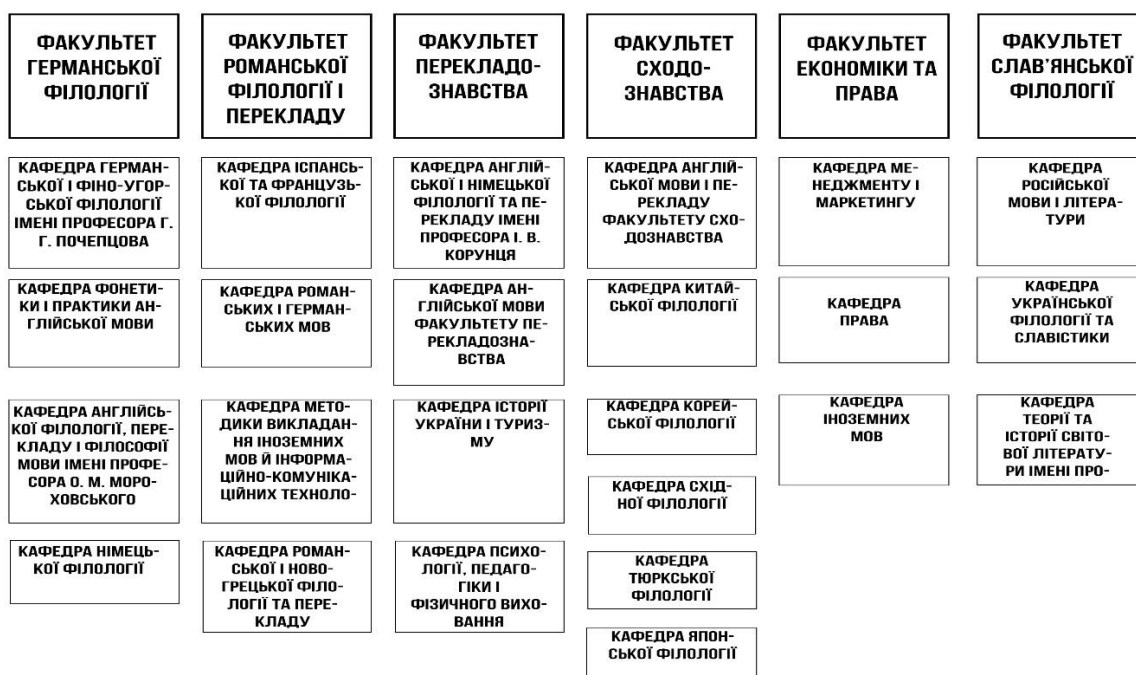 ФАКУЛЬТЕТ
ГЕРМАНСЬКОЇ
ФІЛОЛОГІЇ
ФАКУЛЬТЕТ
РОМАНСЬКОЇ
ФІЛОЛОГІЇ І
ПЕРЕКЛАДУ
ФАКУЛЬТЕТ
ПЕРЕКЛАДО-
ЗНАВСТВА
ФАКУЛЬТЕТ
СХОДО-
ЗНАВСТВА
ФАКУЛЬТЕТ
ЕКОНОМІКИ ТА
ПРАВА
ФАКУЛЬТЕТ
СЛАВ’ЯНСЬКОЇ
ФІЛОЛОГІЇ
КАФЕДРА ГЕРМАН-
СЬКОЇ І ФІНО-УГОР-
СЬКОЇ ФІЛОЛОГІЇ
ІМЕНІ ПРОФЕСОРА Г.
Г. ПОЧЕПЦОВА
КАФЕДРА ІСПАНСЬ-
КОЇ ТА ФРАНЦУЗЬ-
КОЇ ФІЛОЛОГІЇ
КАФЕДРА АНГЛІЙ-
СЬКОЇ І НІМЕЦЬКОЇ
ФІЛОЛОГІЇ ТА ПЕ-
РЕКЛАДУ ІМЕНІ
ПРОФЕСОРА І. В.
КОРУНЦЯ
КАФЕДРА АНГЛІЙ-
СЬКОЇ МОВИ І ПЕ-
РЕКЛАДУ
ФАКУЛЬТЕТУ СХО-
ДОЗНАВСТВА
КАФЕДРА МЕ-
НЕДЖМЕНТУ І
МАРКЕТИНГУ
КАФЕДРА
РОСІЙСЬКОЇ
МОВИ І ЛІТЕРА-
ТУРИ
КАФЕДРА ФОНЕТИ-
КИ І ПРАКТИКИ АН-
ГЛІЙСЬКОЇ МОВИ
КАФЕДРА РОМАН-
СЬКИХ І ГЕРМАН-
СЬКИХ МОВ
КАФЕДРА АН-
ГЛІЙСЬКОЇ МОВИ
ФАКУЛЬТЕТУ ПЕ-
РЕКЛАДОЗНА-
ВСТВА
КАФЕДРА КИТАЙ-
СЬКОЇ ФІЛОЛОГІЇ
КАФЕДРА
ПРАВА
КАФЕДРА
УКРАЇНСЬКОЇ
ФІЛОЛОГІЇ ТА
СЛАВІСТИКИ
КАФЕДРА АНГЛІЙСЬ-
КОЇ ФІЛОЛОГІЇ, ПЕРЕ-
КЛАДУ І ФІЛОСОФІЇ
МОВИ ІМЕНІ ПРОФЕ-
СОРА О. М. МОРО-
ХОВСЬКОГО
КАФЕДРА МЕТО-
ДИКИ ВИКЛАДАН-
НЯ ІНОЗЕМНИХ
МОВ Й ІНФОРМА-
ЦІЙНО-КОМУНІКА-
ЦІЙНИХ ТЕХНОЛО-
КАФЕДРА ІСТОРІЇ
УКРАЇНИ І ТУРИЗ-
МУ
КАФЕДРА КОРЕЙ-
СЬКОЇ ФІЛОЛОГІЇ
КАФЕДРА
ІНОЗЕМНИХ
МОВ
КАФЕДРА
ТЕОРІЇ ТА
ІСТОРІЇ СВІТО-
ВОЇ ЛІТЕРАТУ-
РИ ІМЕНІ ПРО-
КАФЕДРА СХІД-
НОЇ ФІЛОЛОГІЇ
КАФЕДРА НІМЕЦЬ-
КОЇ ФІЛОЛОГІЇ
КАФЕДРА РОМАН-
СЬКОЇ І НОВО-
ГРЕЦЬКОЇ ФІЛО-
ЛОГІЇ ТА ПЕРЕ-
КЛАДУ
КАФЕДРА ПСИХО-
ЛОГІЇ, ПЕДАГО-
ГІКИ І
ФІЗИЧНОГО ВИХО-
ВАННЯ
КАФЕДРА
ТЮРКСЬКОЇ
ФІЛОЛОГІЇ
КАФЕДРА ЯПОН-
СЬКОЇ ФІЛОЛОГІЇ